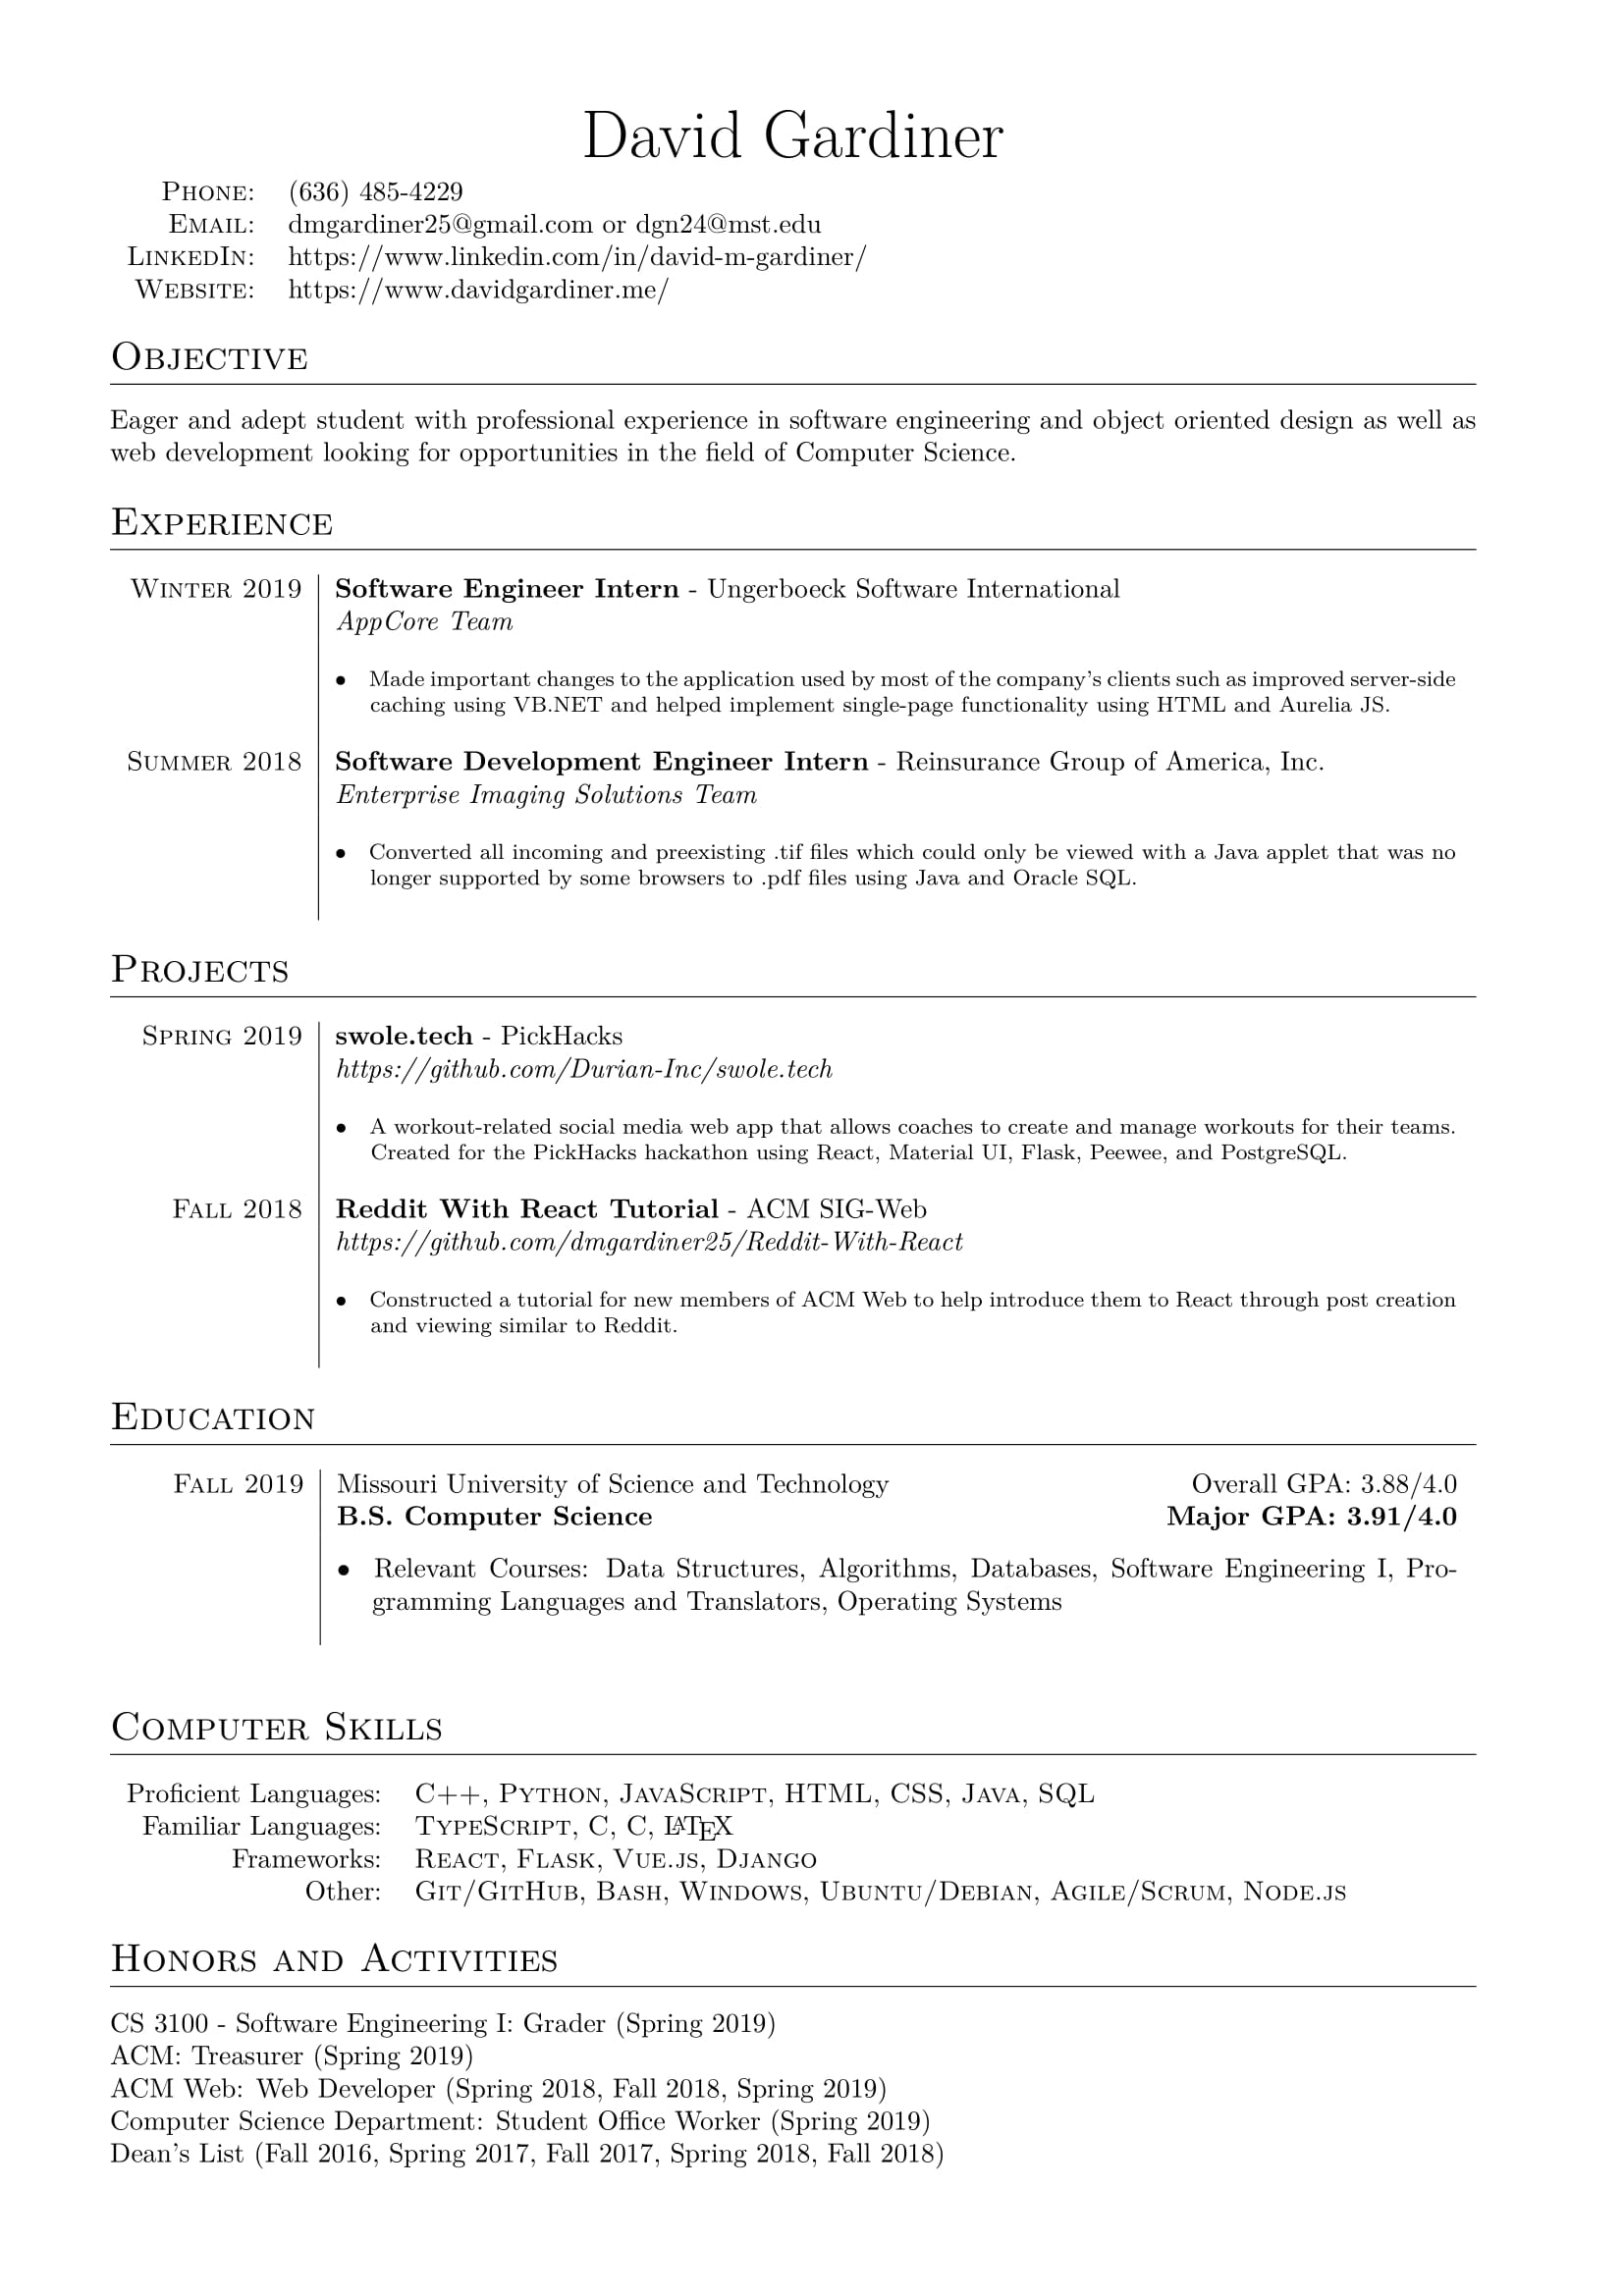 David Gardiner
Phone: (636) 485-4229
Email: dmgardiner25@gmail.com or dgn24@mst.edu
LinkedIn: https://www.linkedin.com/in/david-m-gardiner/
Website: https://www.davidgardiner.me/
Objective
Eager and adept student with professional experience in software engineering and object oriented design as well as
web development looking for opportunities in the field of Computer Science.
Experience
Winter 2019 Software Engineer Intern - Ungerboeck Software International
AppCore Team
• Made important changes to the application used by most of the company's clients such as improved server-side
caching using VB.NET and helped implement single-page functionality using HTML and Aurelia JS.
Summer 2018 Software Development Engineer Intern - Reinsurance Group of America, Inc.
Enterprise Imaging Solutions Team
• Converted all incoming and preexisting .tif files which could only be viewed with a Java applet that was no
longer supported by some browsers to .pdf files using Java and Oracle SQL.
Projects
Spring 2019 swole.tech - PickHacks
https://github.com/Durian-Inc/swole.tech
• A workout-related social media web app that allows coaches to create and manage workouts for their teams.
Created for the PickHacks hackathon using React, Material UI, Flask, Peewee, and PostgreSQL.
Fall 2018 Reddit With React Tutorial - ACM SIG-Web
https://github.com/dmgardiner25/Reddit-With-React
• Constructed a tutorial for new members of ACM Web to help introduce them to React through post creation
and viewing similar to Reddit.
Education
Fall 2019 Missouri University of Science and Technology Overall GPA: 3.88/4.0
B.S. Computer Science Major GPA: 3.91/4.0
• Relevant Courses: Data Structures, Algorithms, Databases, Software Engineering I, Pro-
gramming Languages and Translators, Operating Systems
Computer Skills
Proficient Languages: C++, Python, JavaScript, HTML, CSS, Java, SQL
Familiar Languages: TypeScript, C, C, LATEX
Frameworks: React, Flask, Vue.js, Django
Other: Git/GitHub, Bash, Windows, Ubuntu/Debian, Agile/Scrum, Node.js
Honors and Activities
CS 3100 - Software Engineering I: Grader (Spring 2019)
ACM: Treasurer (Spring 2019)
ACM Web: Web Developer (Spring 2018, Fall 2018, Spring 2019)
Computer Science Department: Student Office Worker (Spring 2019)
Dean's List (Fall 2016, Spring 2017, Fall 2017, Spring 2018, Fall 2018)